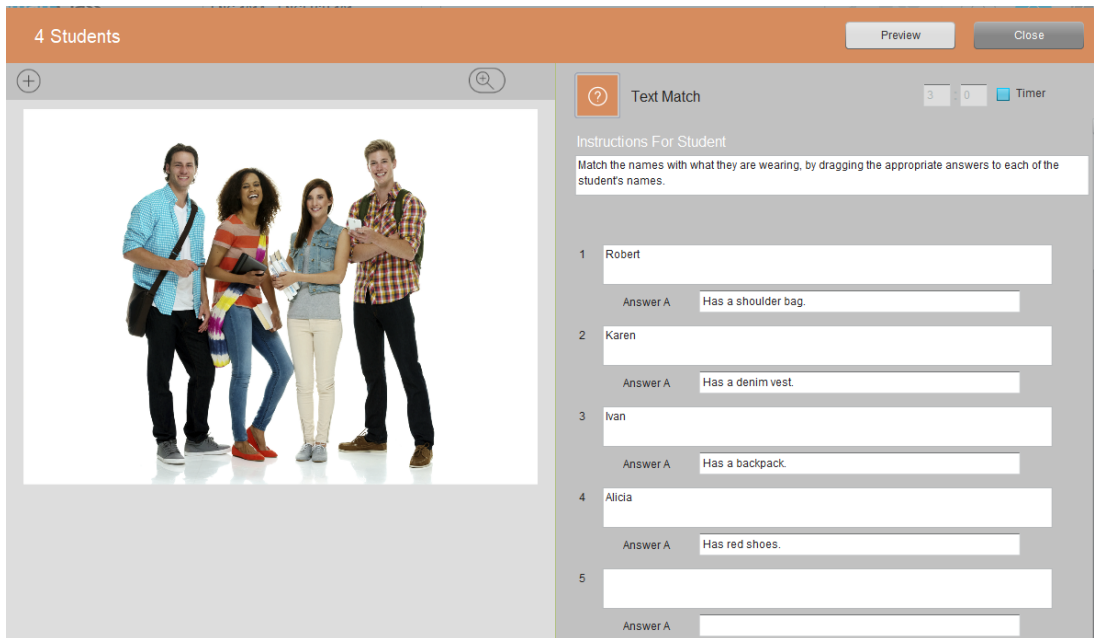 4 Students
Preview
Close
Text Match
3 : 0
Timer
Instructions For Student
Match the names with what they are wearing, by dragging the appropriate answers to each of the
student's names.
1 Robert
Answer A Has a shoulder bag.
2 Karen
Answer A Has a denim vest.
3 Ivan
Answer A Has a backpack.
4 Alicia
Answer A Has red shoes.
5
Answer A